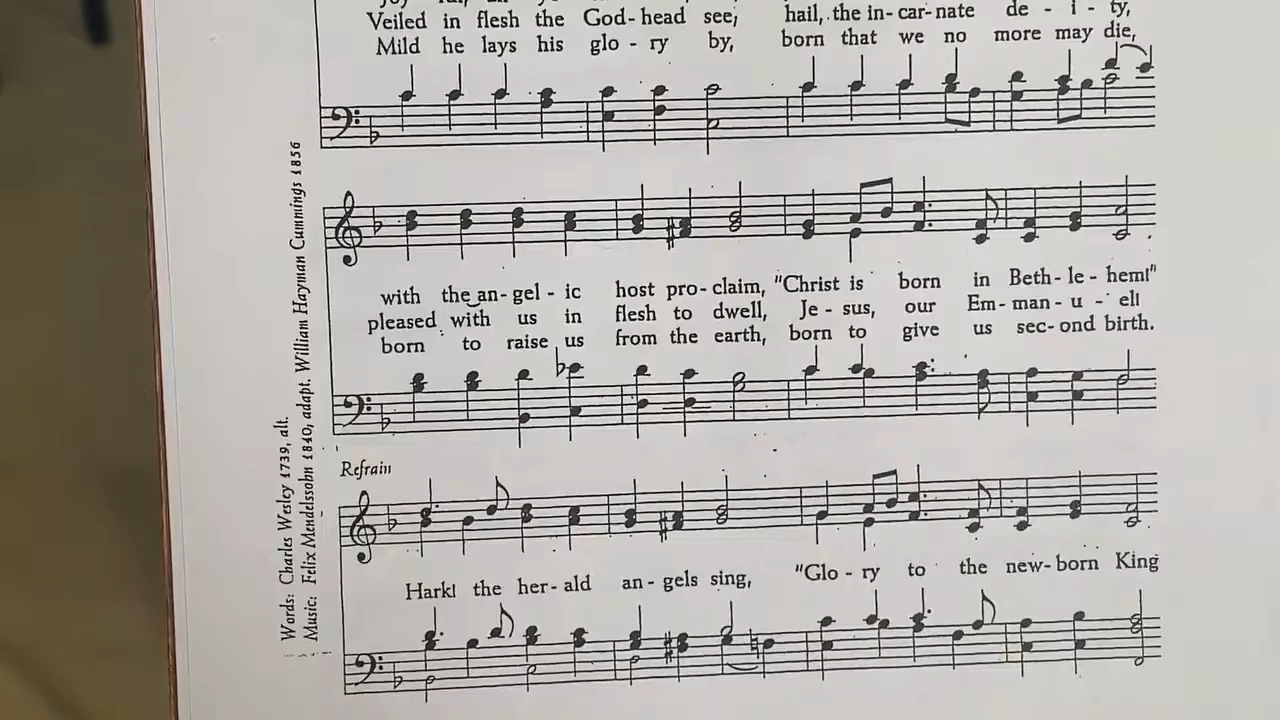 Veiled in flesh the God-head see; hail, the in-car-nate de - i - ty,
Mild he lays his glo - ry by, born that we no more may die,
with the an-gel - ic host pro-claim, "Christ is born in Beth-le-hem!"
pleased with us in flesh to dwell, Je - sus, our Em-man-u - el!
born to raise us from the earth, born to give us sec-ond birth.
Refrain
Hark! the her-ald an-gels sing, "Glo - ry to the new-born King
Words: Charles Wesley 1739, alt.
Music: Felix Mendelssohn 1840, adapt. William Hayman Cummings 1856